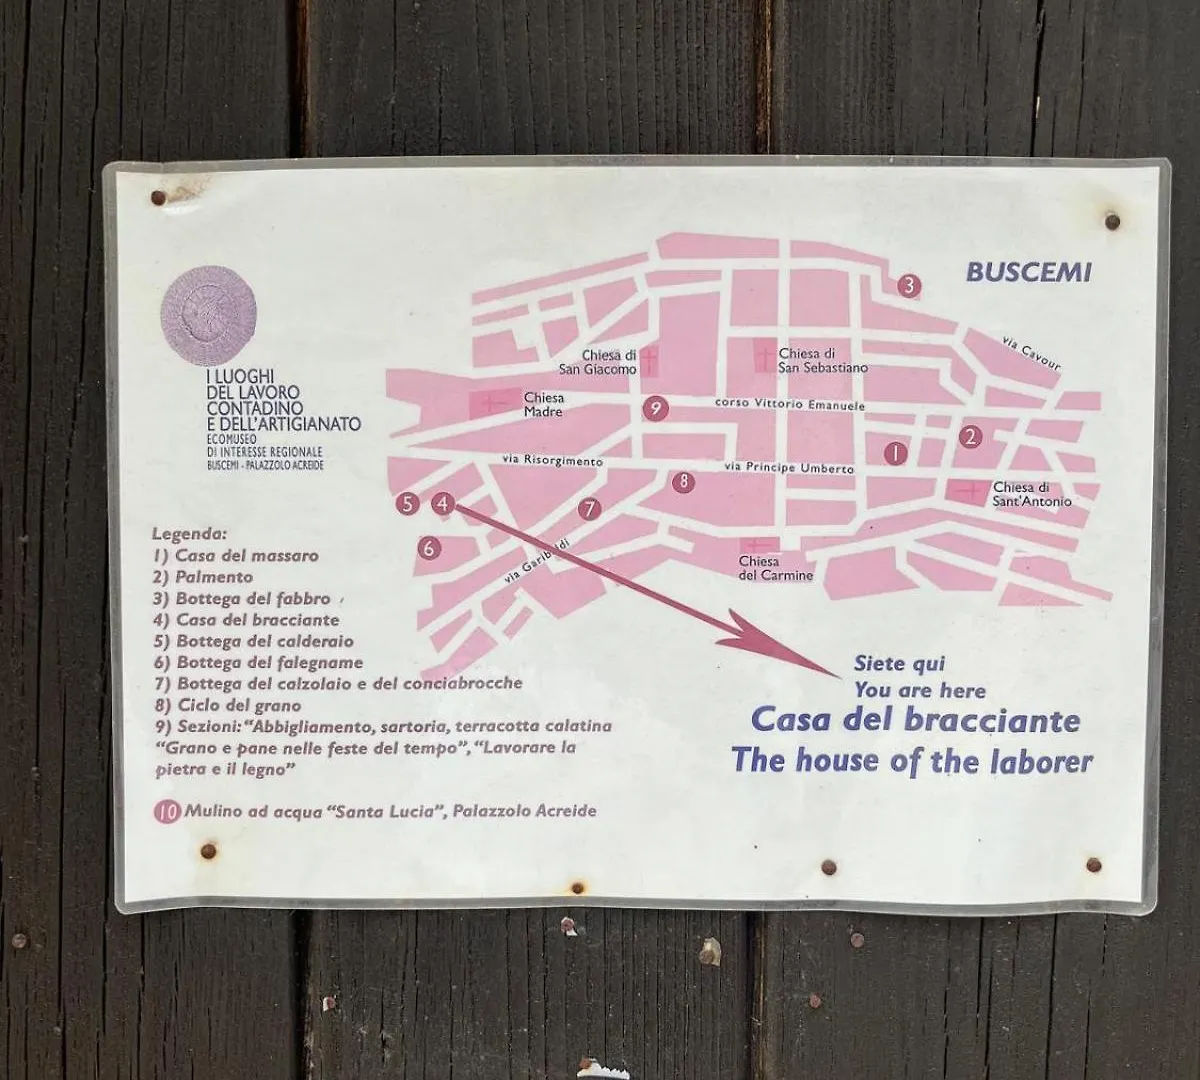 BUSCEMI
3
via Cavour
Chiesa di
San Giacomo
Chiesa di
San Sebastiano
Chiesa
Madre
9
corso Vittorio Emanuele
2
1
via Risorgimento
via Principe Umberto
8
Chiesa di
Sant'Antonio
5
4
7
6
via Garibaldi
Chiesa
del Carmine
I LUOGHI
DEL LAVORO
CONTADINO
E DELL'ARTIGIANATO
ECOMUSEO
DI INTERESSE REGIONALE
BUSCEMI - PALAZZOLO ACREIDE
Legenda:
1) Casa del massaro
2) Palmento
3) Bottega del fabbro
4) Casa del bracciante
5) Bottega del calderaio
6) Bottega del falegname
7) Bottega del calzolaio e del conciabrocche
8) Ciclo del grano
9) Sezioni: "Abbigliamento, sartoria, terracotta calatina
"Grano e pane nelle feste del tempo", "Lavorare la
pietra e il legno"
10 Mulino ad acqua "Santa Lucia", Palazzolo Acreide
Siete qui
You are here
Casa del bracciante
The house of the laborer